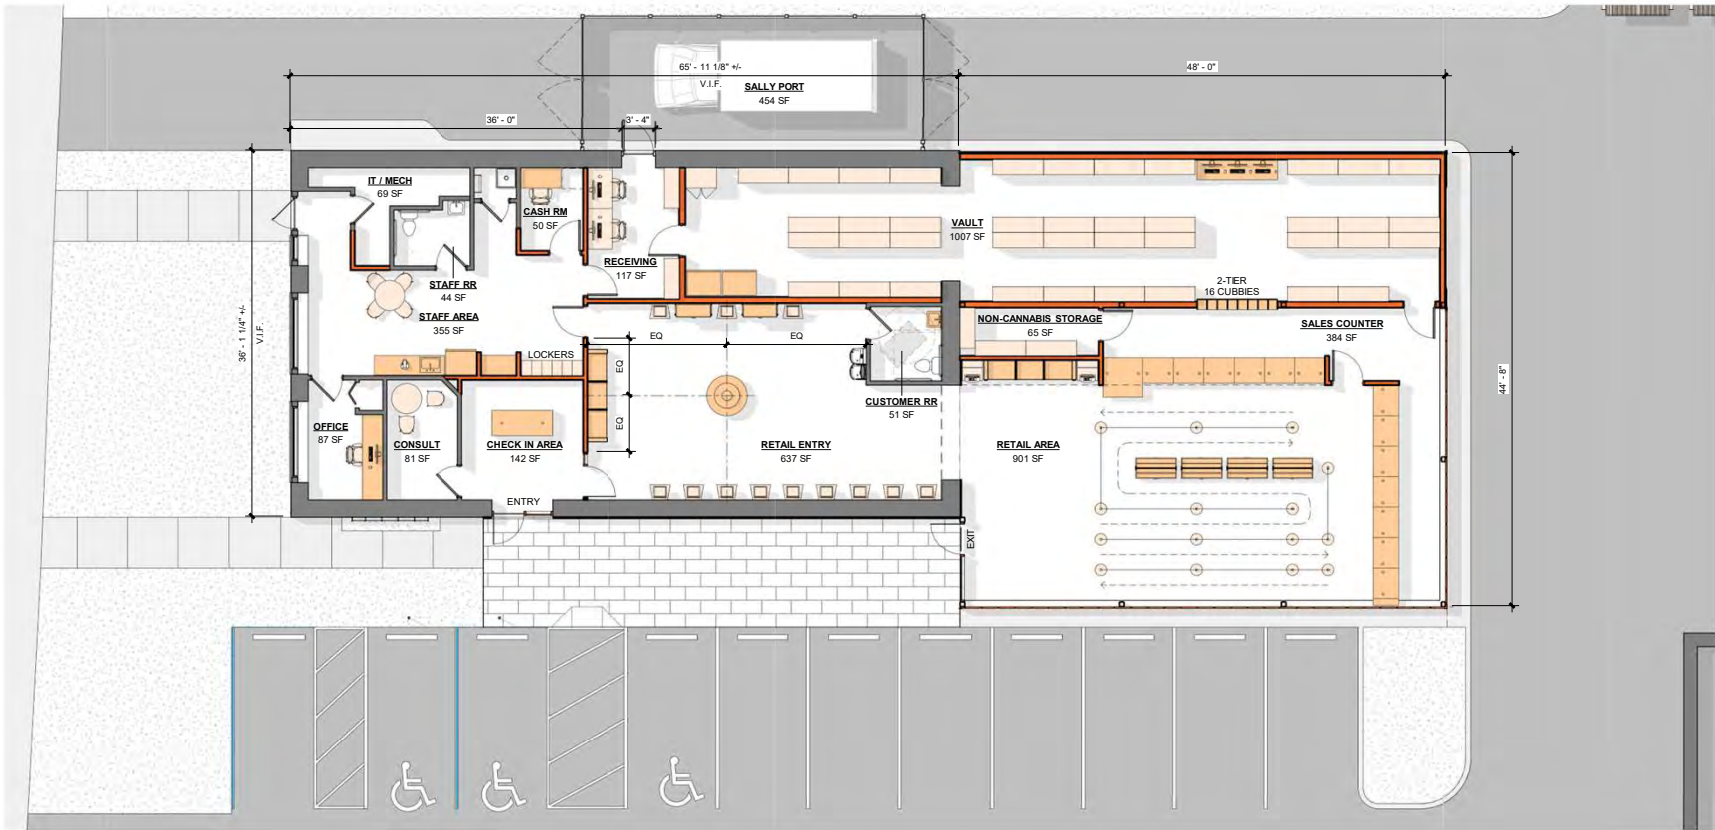 65' - 11 1/8" +/-
V.I.F.
48' - 0"
SALLY PORT
454 SF
36' - 0"
3' - 4"
IT / MECH
69 SF
CASH RM
50 SF
RECEIVING
117 SF
VAULT
1007 SF
STAFF RR
44 SF
STAFF AREA
355 SF
2-TIER
16 CUBBIES
NON-CANNABIS STORAGE
65 SF
SALES COUNTER
384 SF
36' - 1 1/4" +/-
V.I.F.
EQ
EQ
LOCKERS
EQ
EQ
44' - 8"
CUSTOMER RR
51 SF
OFFICE
87 SF
CONSULT
81 SF
CHECK IN AREA
142 SF
RETAIL ENTRY
637 SF
RETAIL AREA
901 SF
ENTRY
EXIT